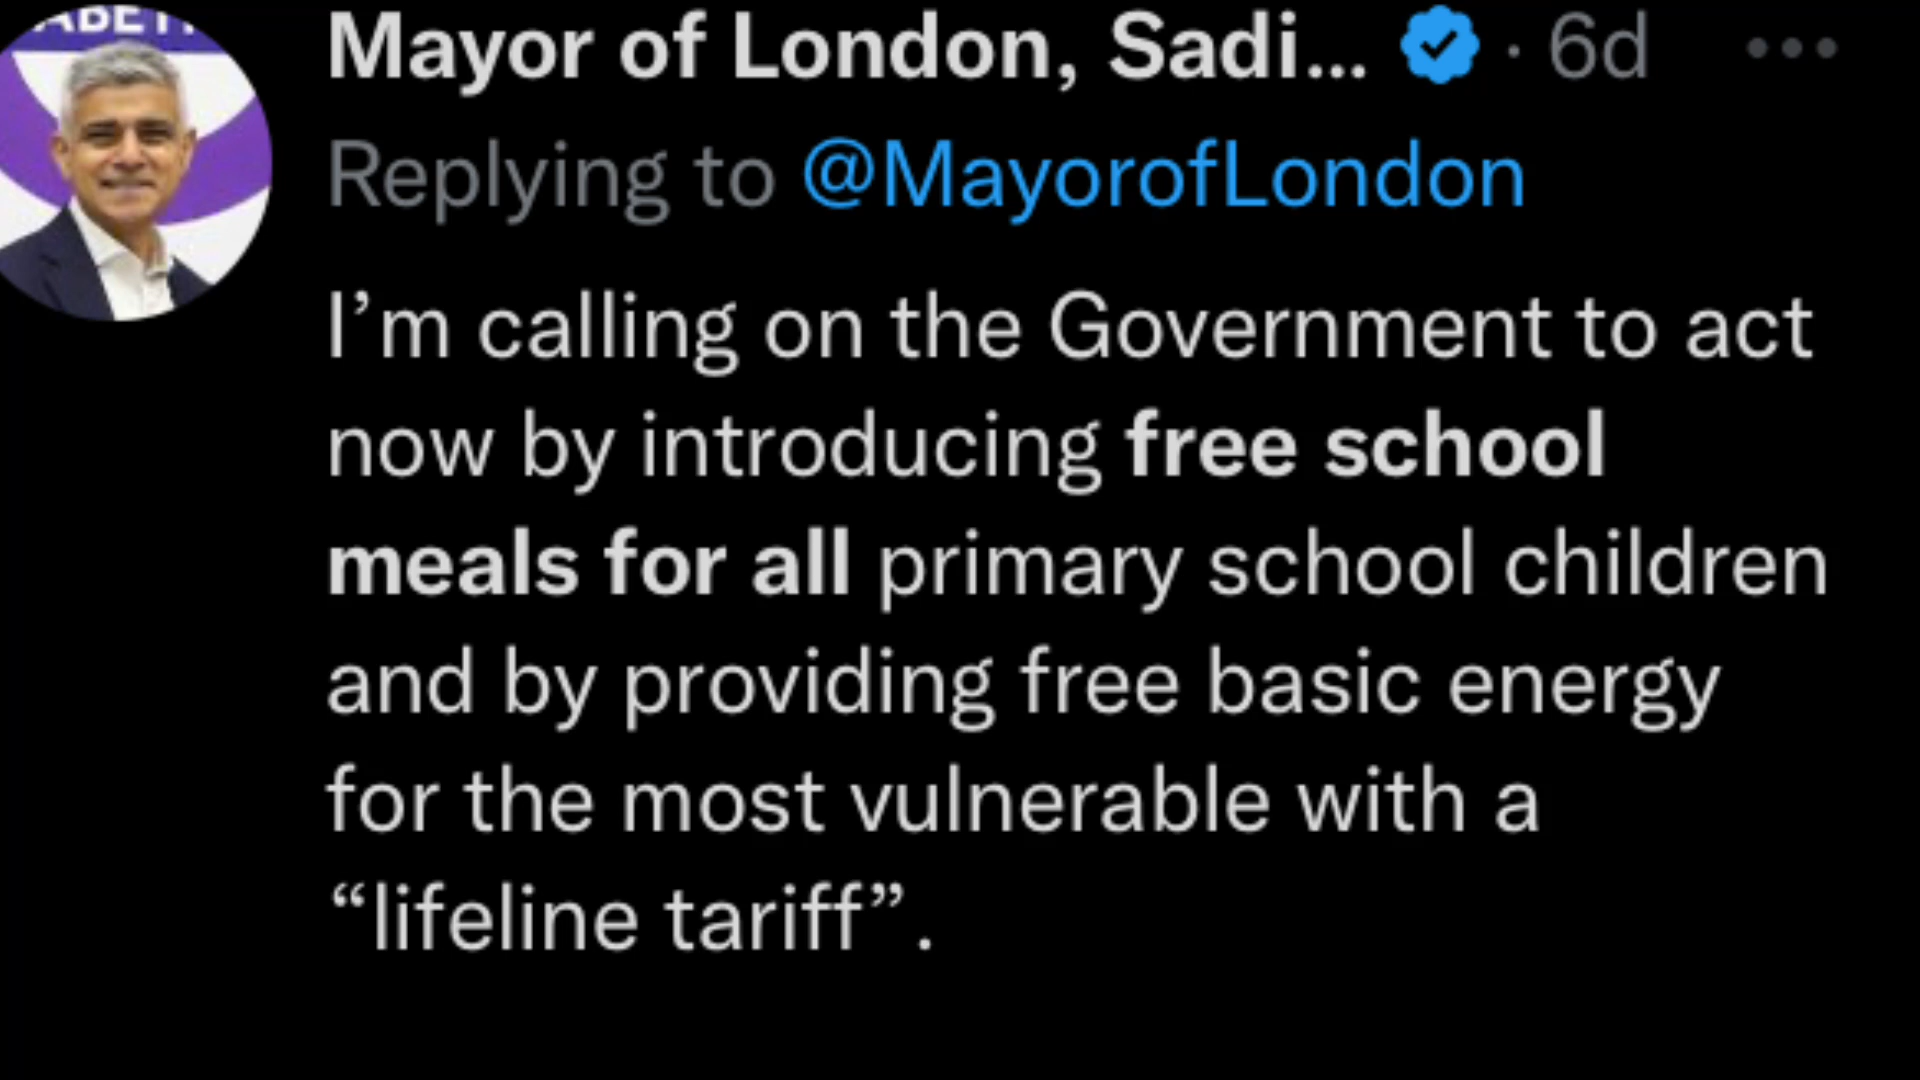 ABET
Mayor of London, Sadi... · 6d
Replying to @MayorofLondon
I’m calling on the Government to act
now by introducing free school
meals for all primary school children
and by providing free basic energy
for the most vulnerable with a
“lifeline tariff”.